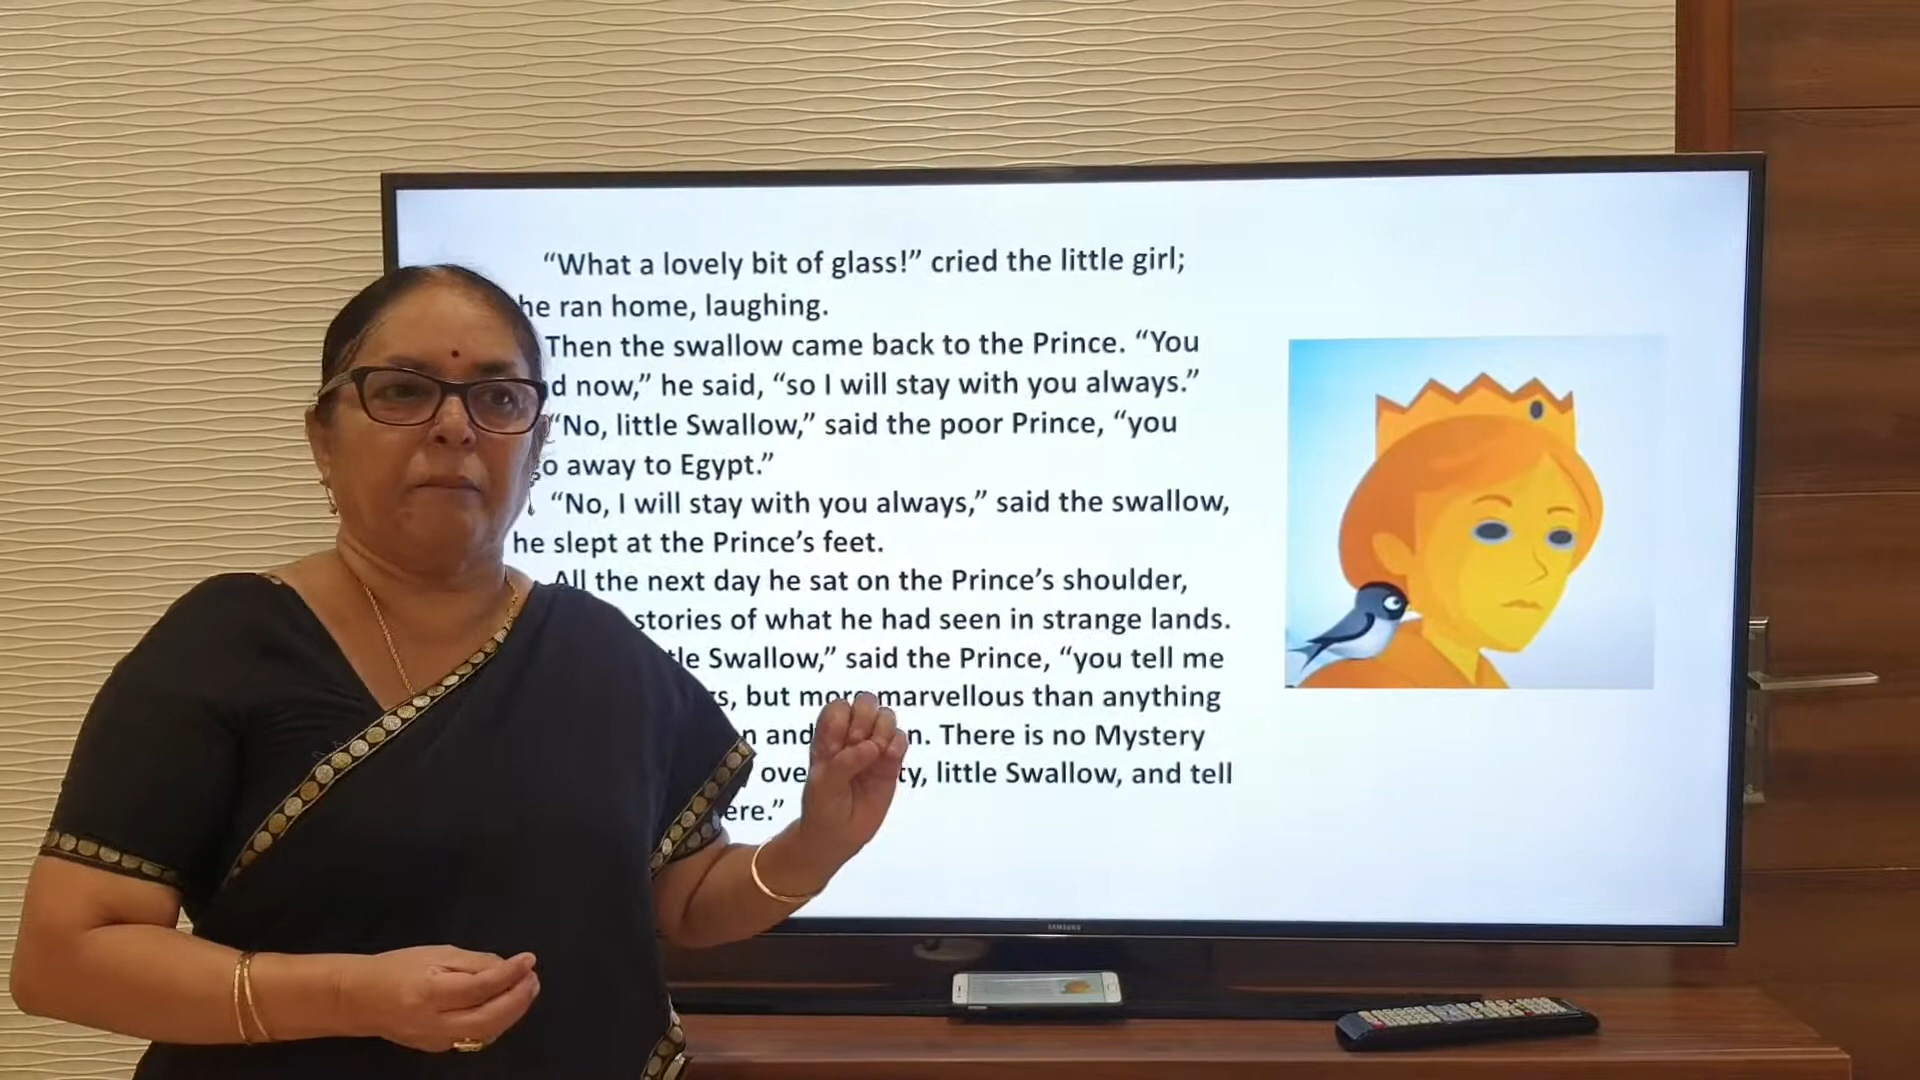 “What a lovely bit of glass!” cried the little girl;
he ran home, laughing.
Then the swallow came back to the Prince. “You
d now,” he said, “so I will stay with you always.”
“No, little Swallow,” said the poor Prince, “you
o away to Egypt.”
“No, I will stay with you always,” said the swallow,
he slept at the Prince’s feet.
All the next day he sat on the Prince’s shoulder,
stories of what he had seen in strange lands.
tle Swallow,” said the Prince, “you tell me
s, but more marvellous than anything
n and n. There is no Mystery
ove ty, little Swallow, and tell
ere.”
SAMSUNG